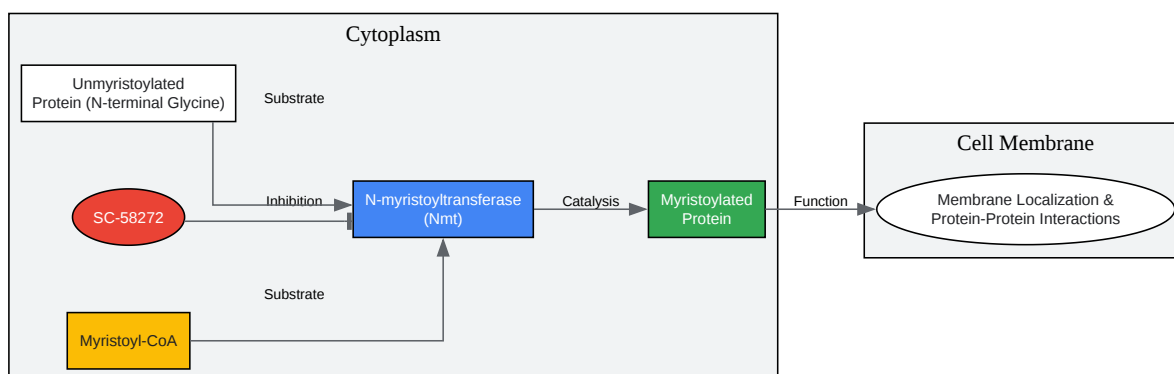 Cytoplasm
Unmyristoylated
Protein (N-terminal Glycine)
Substrate
SC-58272
Inhibition
N-myristoyltransferase
(Nmt)
Catalysis
Myristoylated
Protein
Function
Cell Membrane
Membrane Localization &
Protein-Protein Interactions
Substrate
Myristoyl-CoA